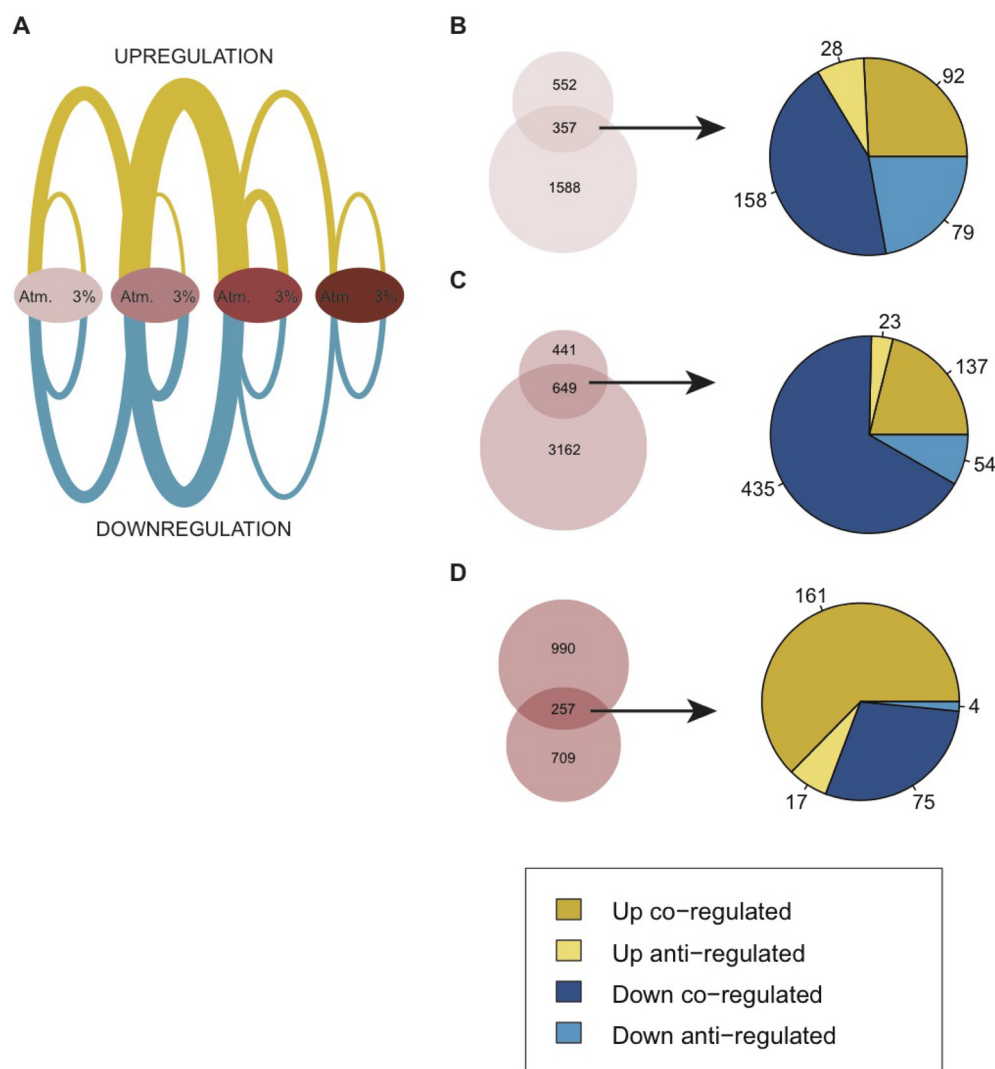 A
UPREGULATION
Atm. 3% Atm. 3% Atm. 3% Atm. 3%
DOWNREGULATION
B
552
357
1588
28
92
158
79
C
441
649
3162
23
137
435
54
D
990
257
709
161
4
17
75
Up co−regulated
Up anti−regulated
Down co−regulated
Down anti−regulated